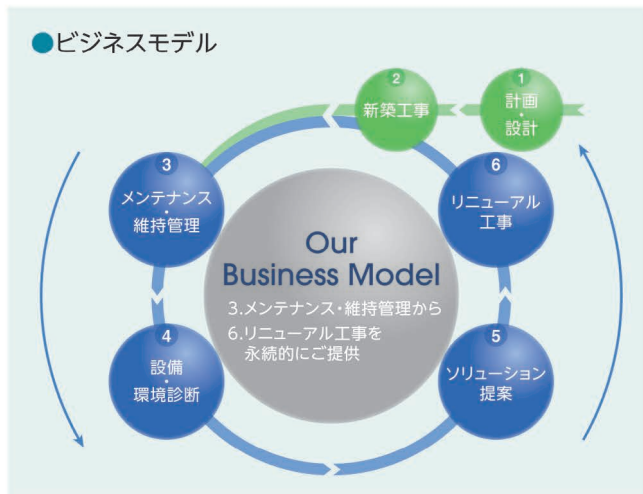 ●ビジネスモデル
1
計画
・
設計
2
新築工事
3
メンテナンス
・
維持管理
4
設備
・
環境診断
5
ソリューション
提案
6
リニューアル
工事
Our
Business Model
3.メンテナンス・維持管理から
6.リニューアル工事を
永続的にご提供